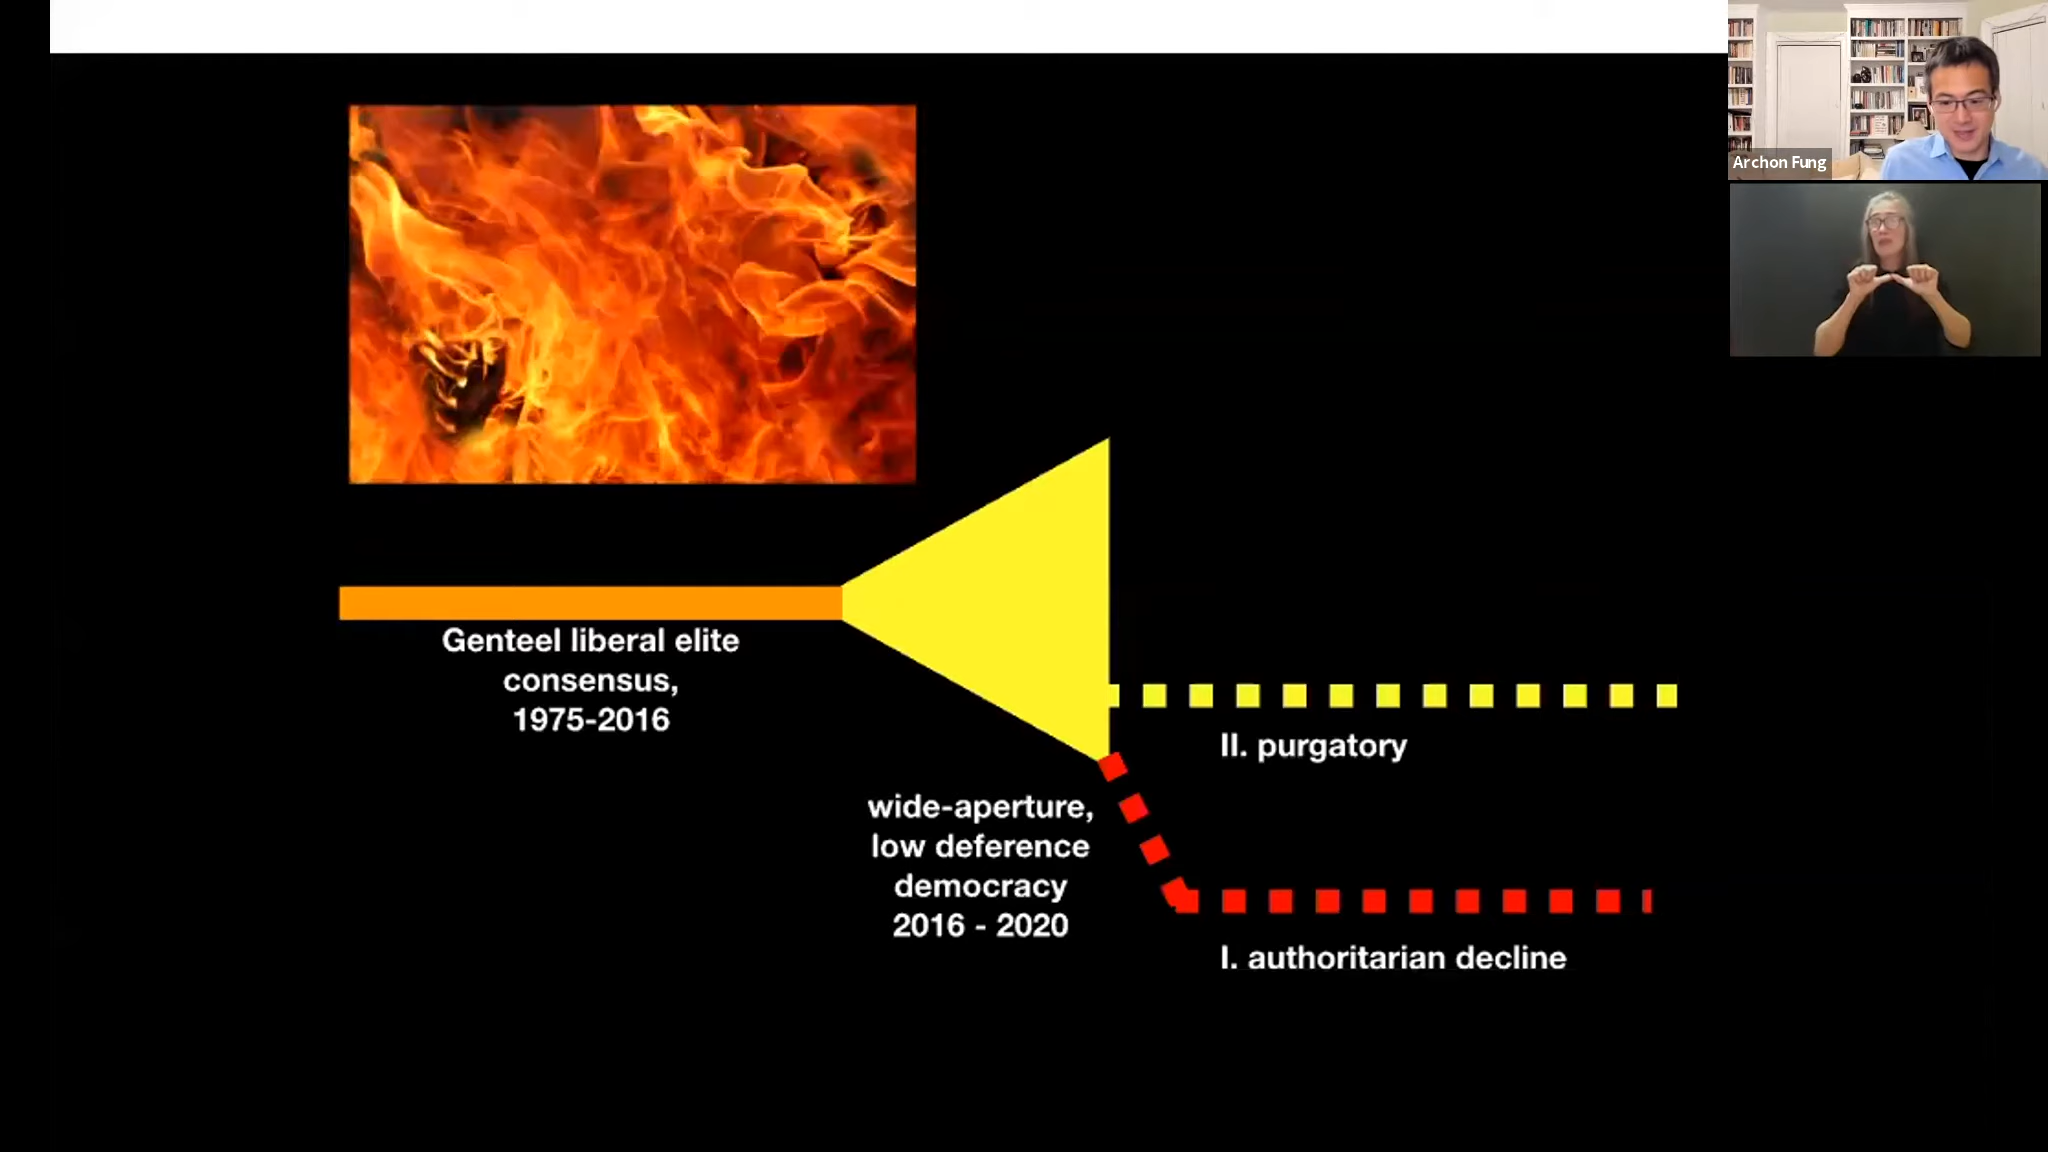 Archon Fung
Genteel liberal elite
consensus,
1975-2016
II. purgatory
wide-aperture,
low deference
democracy
2016 - 2020
I. authoritarian decline